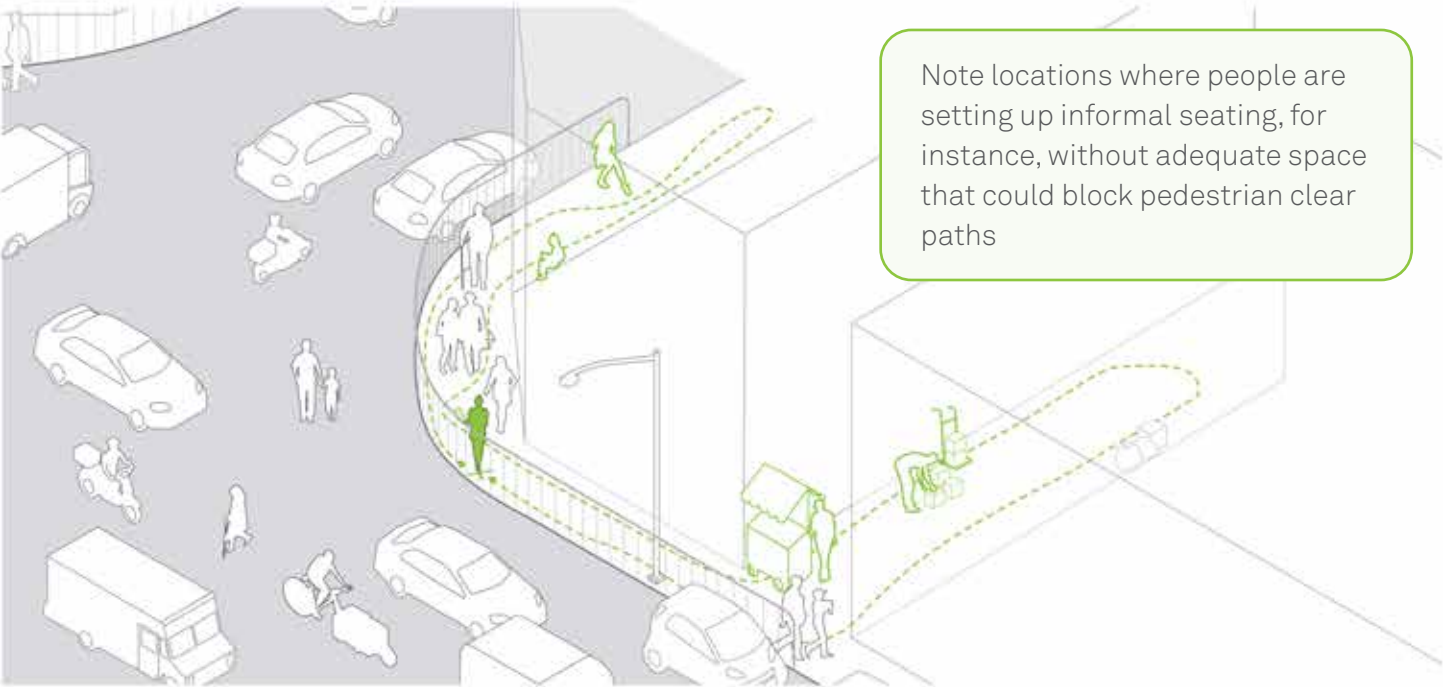 Note locations where people are
setting up informal seating, for
instance, without adequate space
that could block pedestrian clear
paths